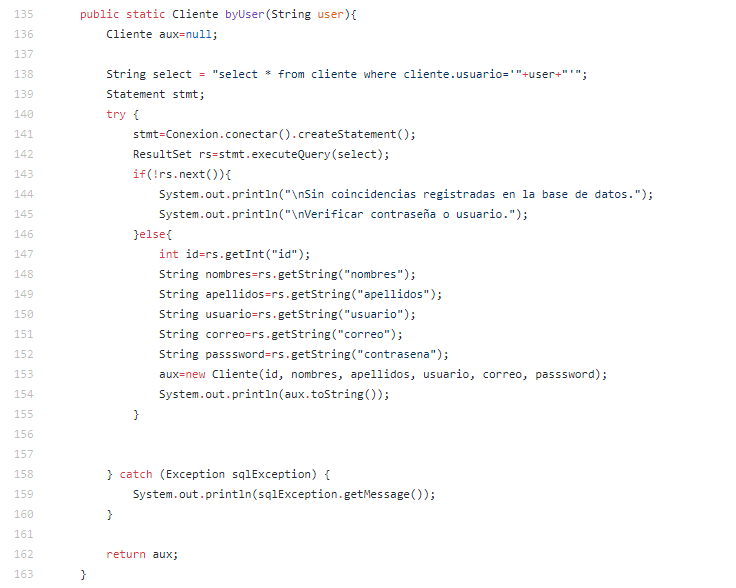 135 public static Cliente byUser(String user){
136 Cliente aux=null;
137
138 String select = "select * from cliente where cliente.usuario='"+user+"'";
139 Statement stmt;
140 try {
141 stmt=Conexion.conectar().createStatement();
142 ResultSet rs=stmt.executeQuery(select);
143 if(!rs.next()){
144 System.out.println("\nSin coincidencias registradas en la base de datos.");
145 System.out.println("\nVerificar contraseña o usuario.");
146 }else{
147 int id=rs.getInt("id");
148 String nombres=rs.getString("nombres");
149 String apellidos=rs.getString("apellidos");
150 String usuario=rs.getString("usuario");
151 String correo=rs.getString("correo");
152 String passsword=rs.getString("contrasena");
153 aux=new Cliente(id, nombres, apellidos, usuario, correo, passsword);
154 System.out.println(aux.toString());
155 }
156
157
158 } catch (Exception sqlException) {
159 System.out.println(sqlException.getMessage());
160 }
161
162 return aux;
163 }